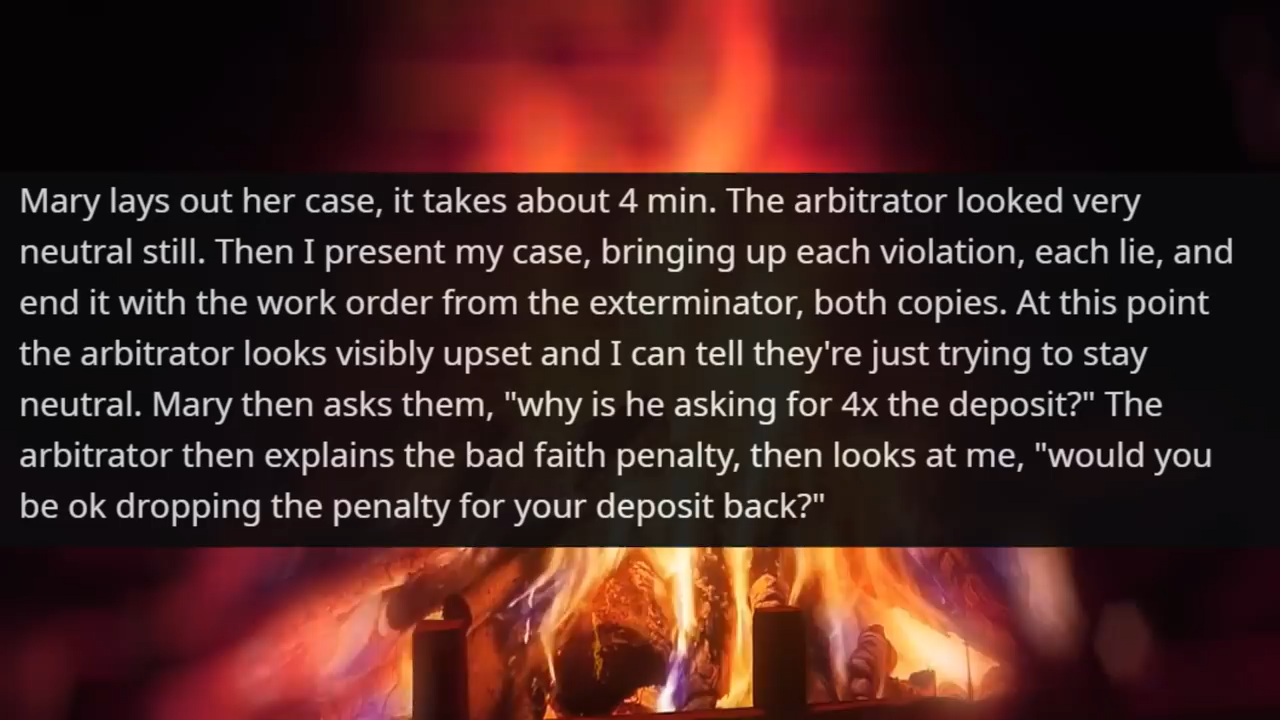 Mary lays out her case, it takes about 4 min. The arbitrator looked very
neutral still. Then I present my case, bringing up each violation, each lie, and
end it with the work order from the exterminator, both copies. At this point
the arbitrator looks visibly upset and I can tell they're just trying to stay
neutral. Mary then asks them, "why is he asking for 4x the deposit?" The
arbitrator then explains the bad faith penalty, then looks at me, "would you
be ok dropping the penalty for your deposit back?"